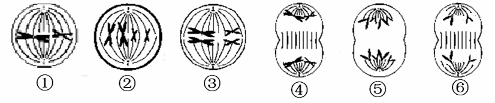 ① ② ③ ④ ⑤ ⑥